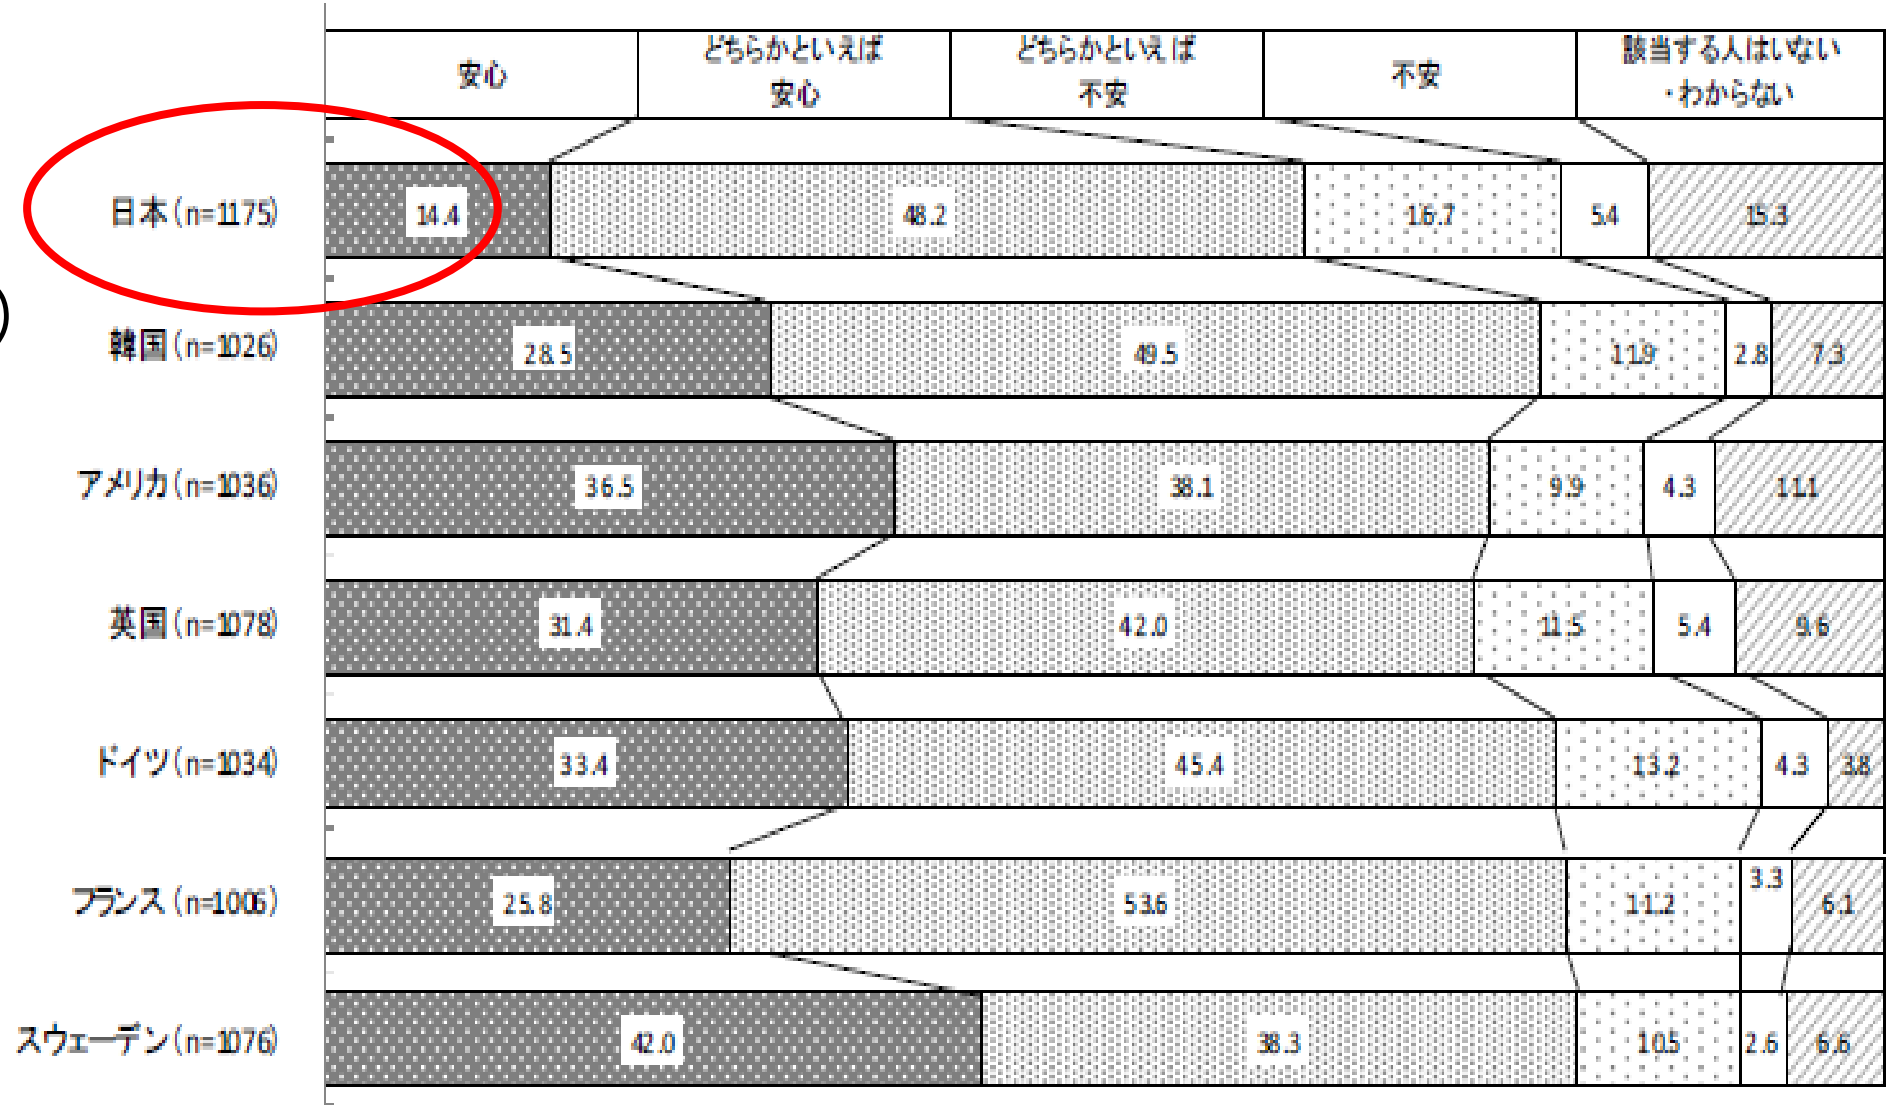 安心
どちらかといえば
安心
どちらかといえば
不安
不安
該当する人はいない
・わからない
日本(n=1175) 14.4 48.2 16.7 5.4 15.3
韓国(n=1026) 28.5 49.5 11.9 2.8 7.3
アメリカ(n=1036) 36.5 38.1 9.9 4.3 11.1
英国(n=1078) 31.4 42.0 11.5 5.4 9.6
ドイツ(n=1034) 33.4 45.4 13.2 4.3 3.8
フランス(n=1006) 25.8 53.6 11.2 3.3 6.1
スウェーデン(n=1076) 42.0 38.3 10.5 2.6 6.6